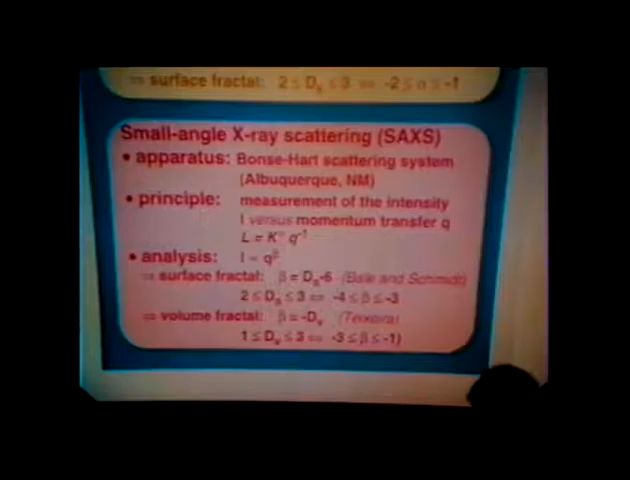 ⇒ surface fractal: 2 ≤ Ds ≤ 3 ⇔ -2 ≤ α ≤ -1
Small-angle X-ray scattering (SAXS)
• apparatus: Bonse-Hart scattering system
(Albuquerque, NM)
• principle: measurement of the intensity
I versus momentum transfer q
L = K* q⁻¹
• analysis: I ~ q^β
⇒ surface fractal: β = Ds-6 (Bale and Schmidt)
2 ≤ Ds ≤ 3 ⇔ -4 ≤ β ≤ -3
⇒ volume fractal: β = -Dv (Teixeira)
1 ≤ Dv ≤ 3 ⇔ -3 ≤ β ≤ -1)